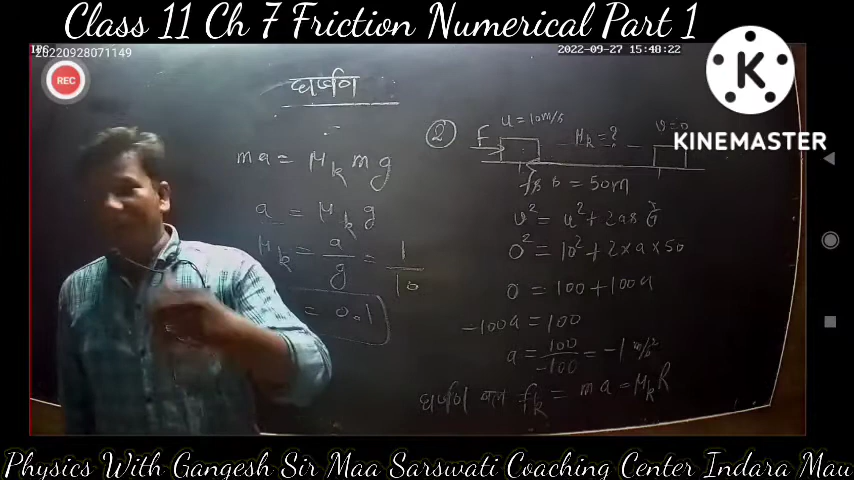 Class 11 Ch 7 Friction Numerical Part 1
20220928071149
2022-09-27 15:48:22
REC
K
KINEMASTER
घर्षण
ma = μk mg
a = μk g
μk = a/g = 1/10
= 0.1
② F u = 10m/s μk = ? v = 0
s = 50m
v² = u² + 2as
0² = 10² + 2×a×50
0 = 100 + 100a
-100a = 100
a = 100/-100 = -1 m/s²
घर्षण बल fk = ma = μk R
Physics With Gangesh Sir Maa Sarswati Coaching Center Indara Mau